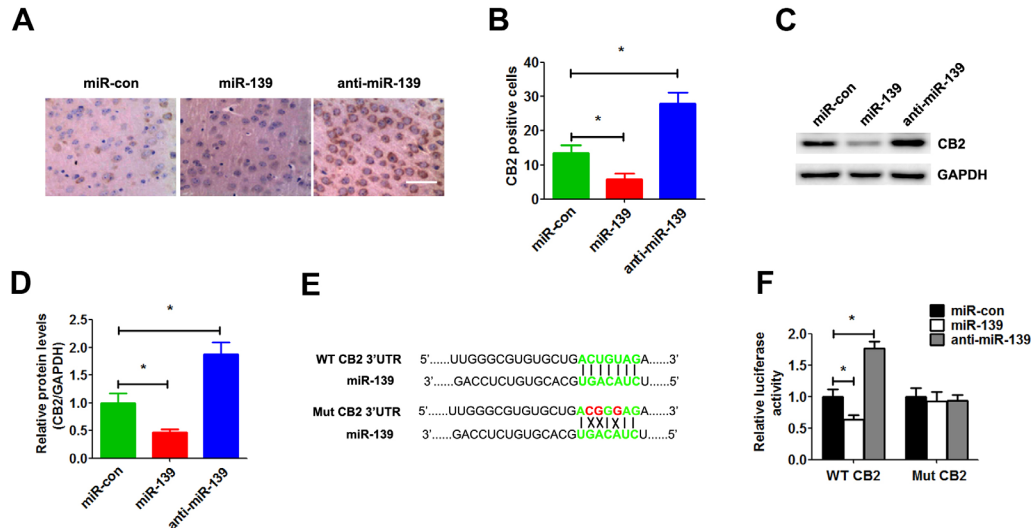 A
miR-con
miR-139
anti-miR-139
B
CB2 positive cells
40
30
20
10
0
*
*
miR-con
miR-139
anti-miR-139
C
miR-con
miR-139
anti-miR-139
CB2
GAPDH
D
Relative protein levels
(CB2/GAPDH)
2.5
2.0
1.5
1.0
0.5
0.0
*
*
miR-con
miR-139
anti-miR-139
E
WT CB2 3'UTR 5'......UUGGGCGUGUGCUGACUGUAGA......3'
miR-139 3'......GACCUCUGUGCACGUGACAUCU......5'
Mut CB2 3'UTR 5'......UUGGGCGUGUGCUGACGGGAGA......3'
XX X
miR-139 3'......GACCUCUGUGCACGUGACAUCU......5'
F
miR-con
miR-139
anti-miR-139
Relative luciferase
activity
2.0
1.5
1.0
0.5
0.0
*
*
WT CB2
Mut CB2